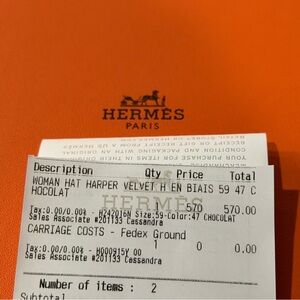 HERMÈS
PARIS
Description Qty Price Total
WOMAN HAT HARPER VELVET H EN BIAIS 59 47 C
HOCOLAT
HERMÈS
570 570.00
Tax:0.00/0.00% - H242016N Size:59-Color:47 CHOCOLAT
Sales Associate #201133 Cassandra
CARRIAGE COSTS - Fedex Ground
1 0 0.00
Tax:0.00/0.00% - H000915Y 00
Sales Associate #201133 Cassandra
Number of items : 2
Subtotal